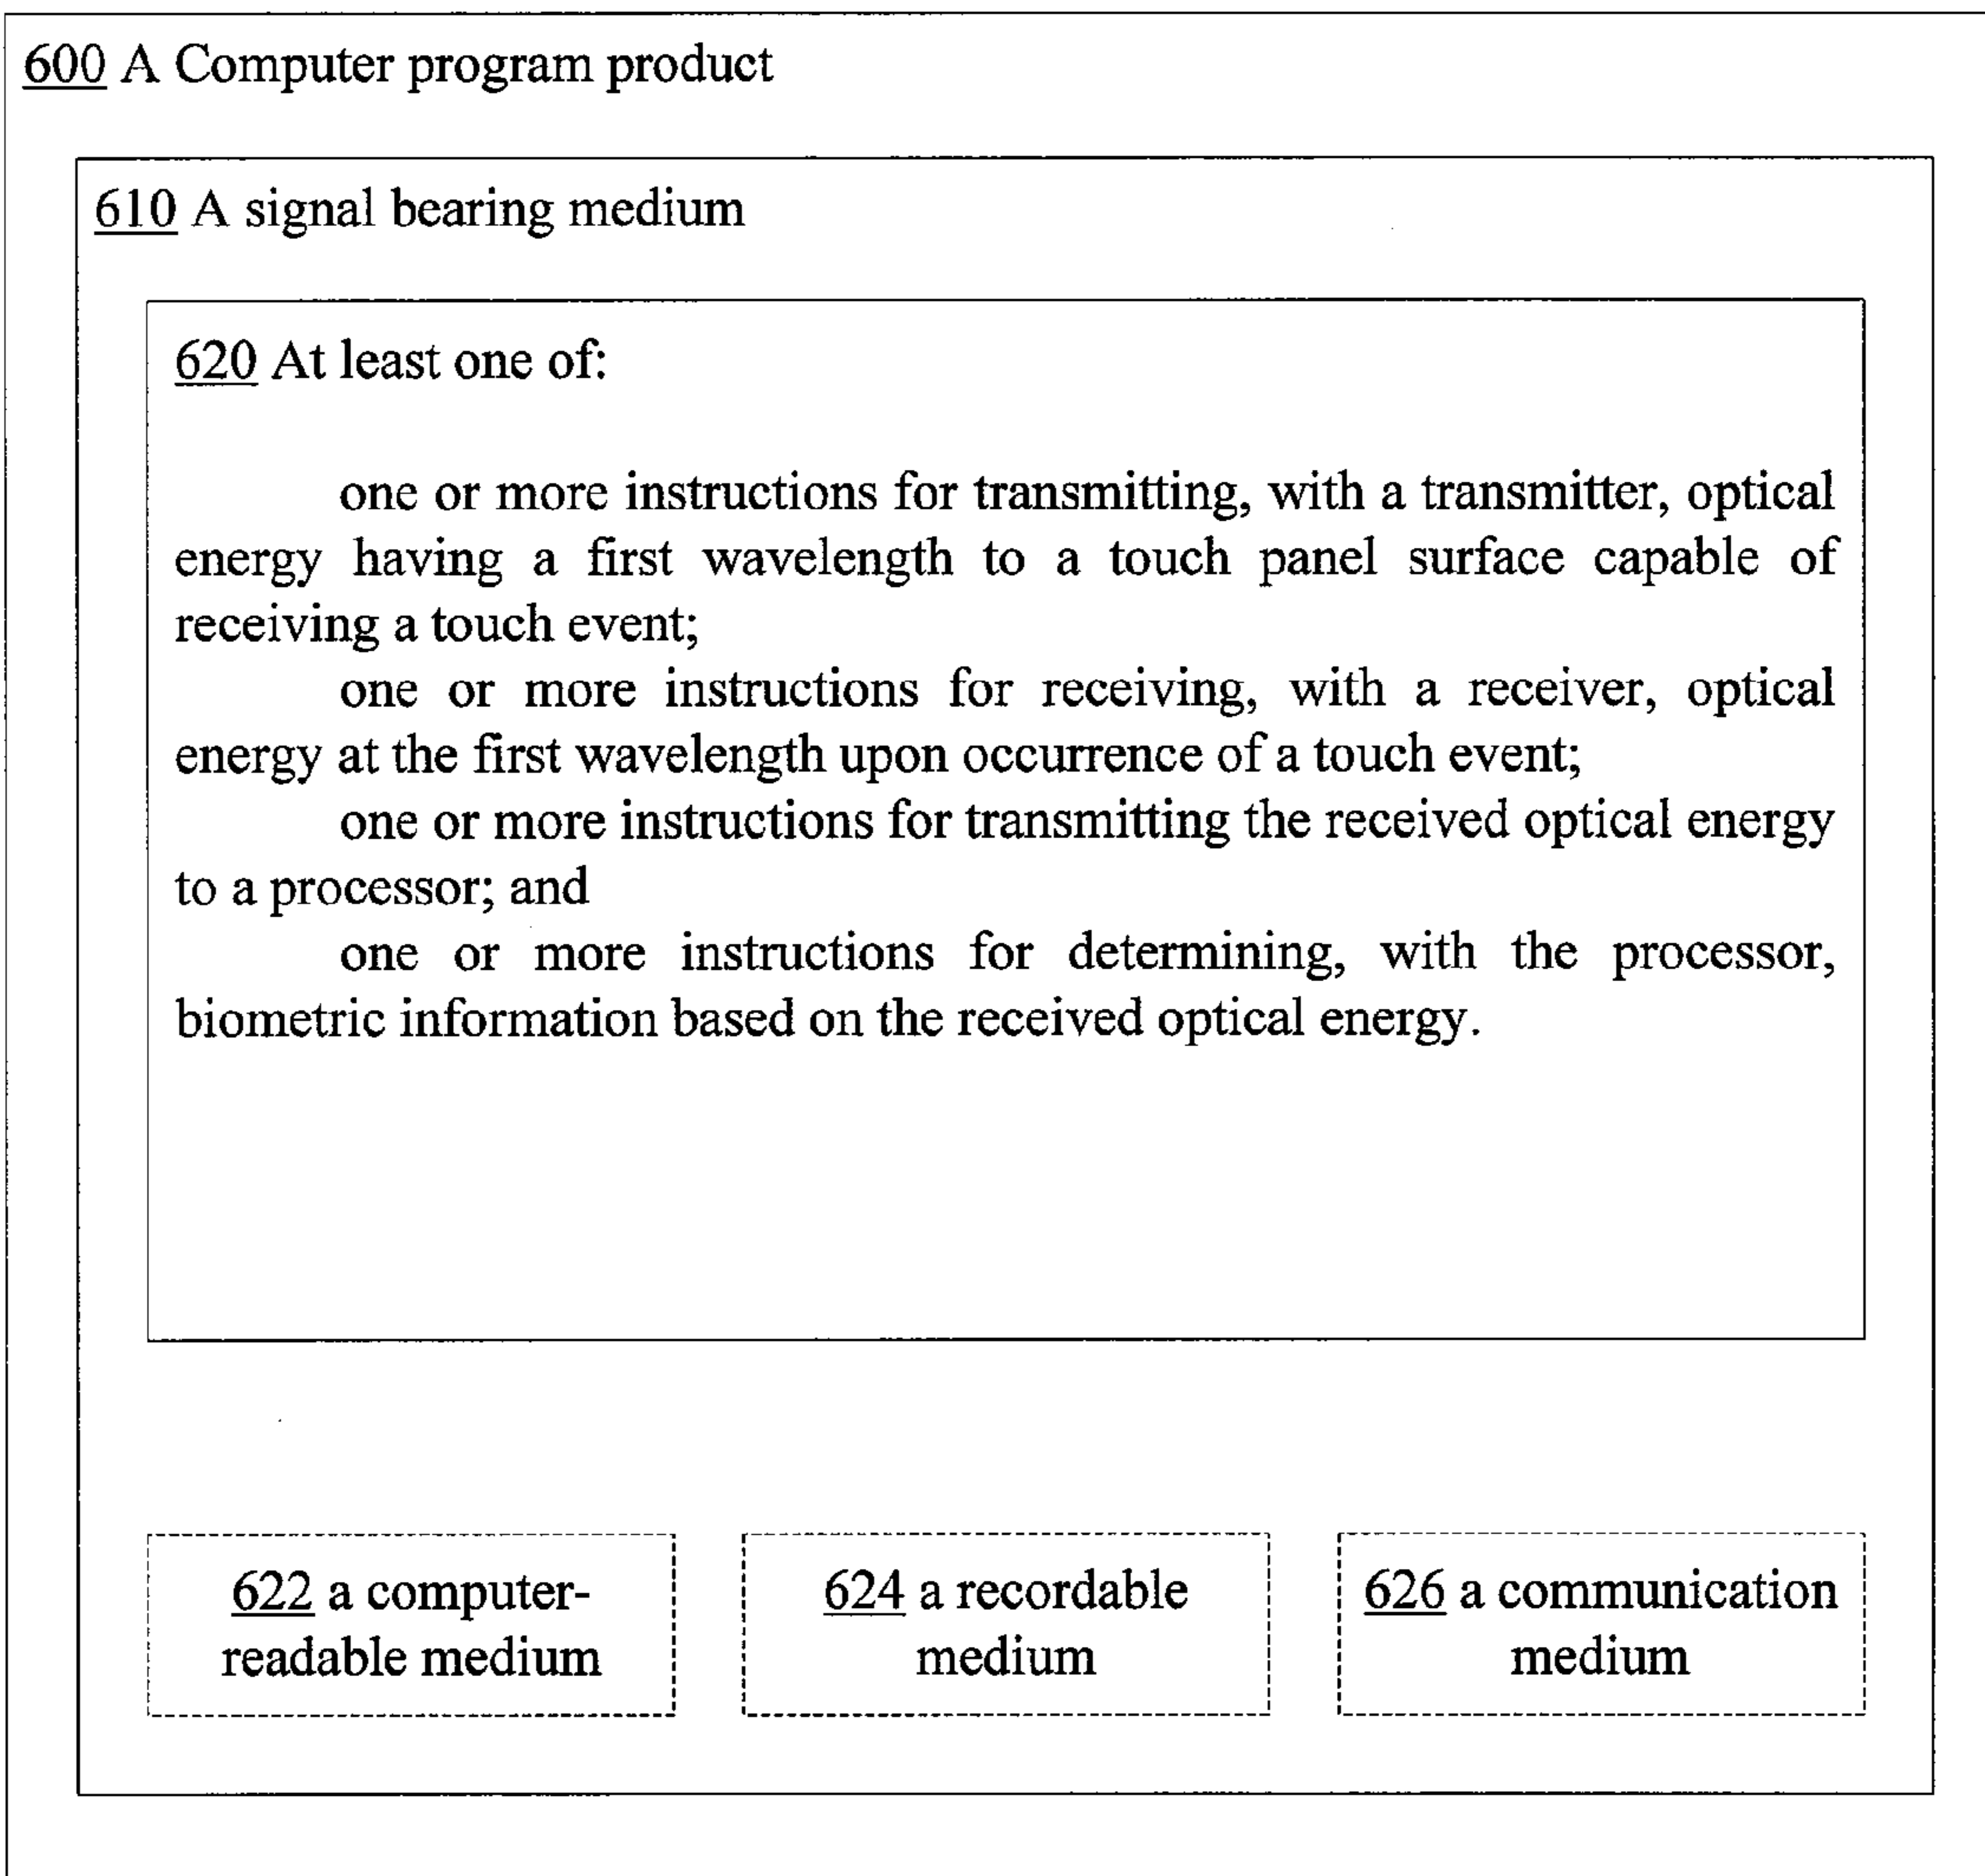 600 A Computer program product
610 A signal bearing medium
620 At least one of:
one or more instructions for transmitting, with a transmitter, optical
energy having a first wavelength to a touch panel surface capable of
receiving a touch event;
one or more instructions for receiving, with a receiver, optical
energy at the first wavelength upon occurrence of a touch event;
one or more instructions for transmitting the received optical energy
to a processor; and
one or more instructions for determining, with the processor,
biometric information based on the received optical energy.
622 a computer-
readable medium
624 a recordable
medium
626 a communication
medium